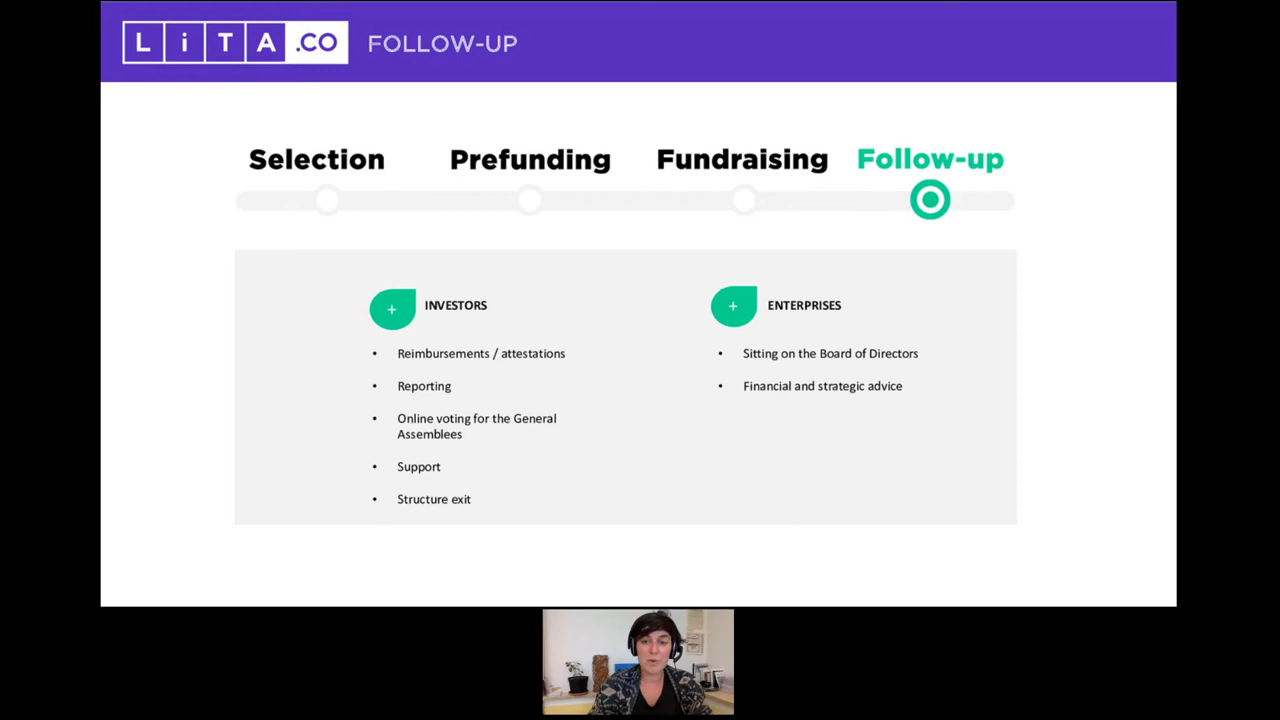 LiTA.CO FOLLOW-UP
Selection Prefunding Fundraising Follow-up
+ INVESTORS
• Reimbursements / attestations
• Reporting
• Online voting for the General
Assemblees
• Support
• Structure exit
+ ENTERPRISES
• Sitting on the Board of Directors
• Financial and strategic advice